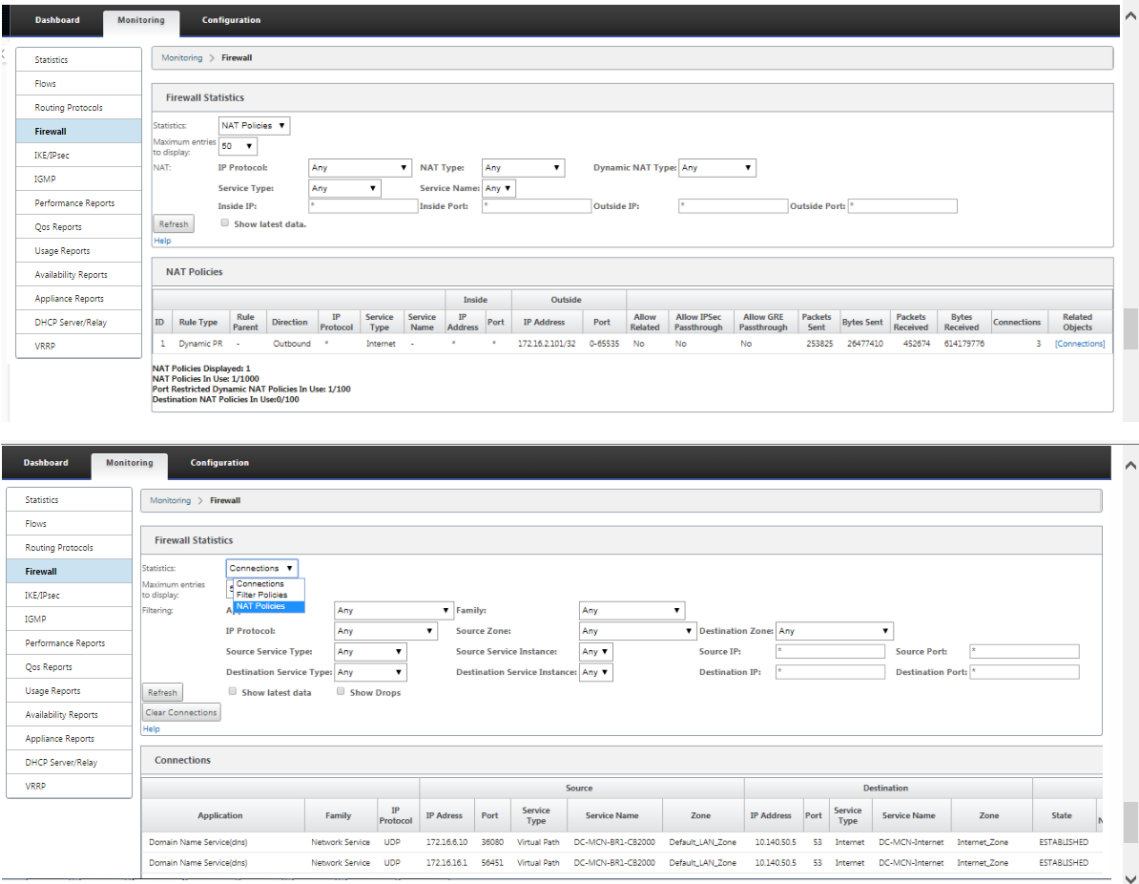 Dashboard Monitoring Configuration
Statistics
Flows
Routing Protocols
Firewall
IKE/IPsec
IGMP
Performance Reports
Qos Reports
Usage Reports
Availability Reports
Appliance Reports
DHCP Server/Relay
VRRP
Monitoring > Firewall
Firewall Statistics
Statistics: NAT Policies ▼
Maximum entries to display: 50 ▼
NAT: IP Protocol: Any ▼ NAT Type: Any ▼ Dynamic NAT Type: Any ▼
Service Type: Any ▼ Service Name: Any ▼
Inside IP: * Inside Port: * Outside IP: * Outside Port: *
Refresh Show latest data.
Help
NAT Policies
Inside Outside
ID Rule Type Rule Parent Direction IP Protocol Service Type Service Name IP Address Port IP Address Port Allow Related Allow IPSec Passthrough Allow GRE Passthrough Packets Sent Bytes Sent Packets Received Bytes Received Connections Related Objects
1 Dynamic PR - Outbound * Internet - * * 172.16.2.101/32 0-65535 No No No 253825 26477410 452674 614179776 3 [Connections]
NAT Policies Displayed: 1
NAT Policies In Use: 1/1000
Port Restricted Dynamic NAT Policies In Use: 1/100
Destination NAT Policies In Use:0/100
Dashboard Monitoring Configuration
Statistics
Flows
Routing Protocols
Firewall
IKE/IPsec
IGMP
Performance Reports
Qos Reports
Usage Reports
Availability Reports
Appliance Reports
DHCP Server/Relay
VRRP
Monitoring > Firewall
Firewall Statistics
Statistics: Connections ▼
Connections
Filter Policies
NAT Policies
Maximum entries to display:
Filtering: Any ▼ Family: Any ▼
IP Protocol: Any ▼ Source Zone: Any ▼ Destination Zone: Any ▼
Source Service Type: Any ▼ Source Service Instance: Any ▼ Source IP: * Source Port: *
Destination Service Type: Any ▼ Destination Service Instance: Any ▼ Destination IP: * Destination Port: *
Refresh Show latest data Show Drops
Clear Connections
Help
Connections
Source Destination
Application Family IP Protocol IP Adress Port Service Type Service Name Zone IP Address Port Service Type Service Name Zone State
Domain Name Service(dns) Network Service UDP 172.16.6.10 36080 Virtual Path DC-MCN-BR1-CB2000 Default_LAN_Zone 10.140.50.5 53 Internet DC-MCN-Internet Internet_Zone ESTABLISHED
Domain Name Service(dns) Network Service UDP 172.16.16.1 56451 Virtual Path DC-MCN-BR1-CB2000 Default_LAN_Zone 10.140.50.5 53 Internet DC-MCN-Internet Internet_Zone ESTABLISHED